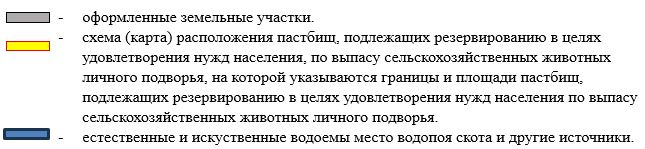 - оформленные земельные участки.
- схема (карта) расположения пастбищ, подлежащих резервированию в целях
удовлетворения нужд населения, по выпасу сельскохозяйственных животных
личного подворья, на которой указываются границы и площади пастбищ,
подлежащих резервированию в целях удовлетворения нужд населения по выпасу
сельскохозяйственных животных личного подворья.
- естественные и искуственные водоемы место водопоя скота и другие источники.